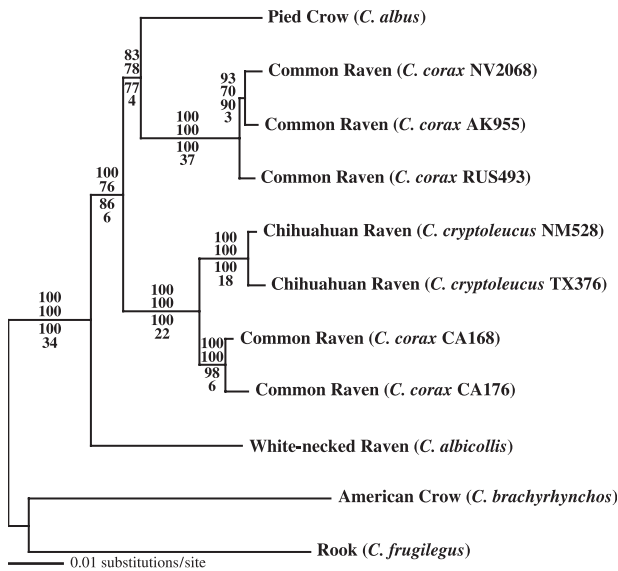 Pied Crow (C. albus)
83
78
77
4
Common Raven (C. corax NV2068)
93
70
90
3
100
100
100
37
Common Raven (C. corax AK955)
Common Raven (C. corax RUS493)
100
76
86
6
Chihuahuan Raven (C. cryptoleucus NM528)
100
100
100
18
Chihuahuan Raven (C. cryptoleucus TX376)
100
100
100
22
100
100
100
34
Common Raven (C. corax CA168)
100
100
98
6
Common Raven (C. corax CA176)
White-necked Raven (C. albicollis)
American Crow (C. brachyrhynchos)
Rook (C. frugilegus)
0.01 substitutions/site